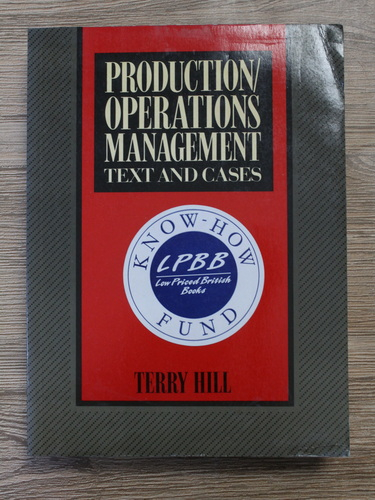 PRODUCTION/
OPERATIONS
MANAGEMENT
TEXT AND CASES
KNOW-HOW
LPBB
Low Priced British
Books
FUND
TERRY HILL